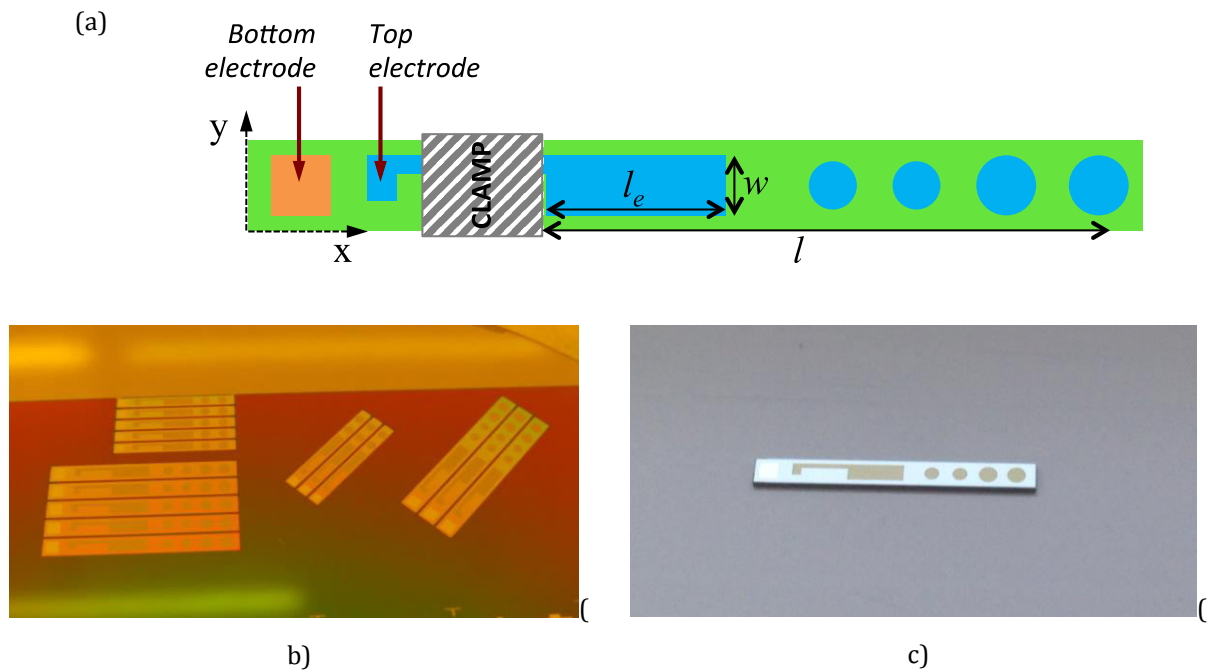 (a)
Bottom electrode
Top electrode
y
CLAMP
l_e
w
x
l
(
(
b)
c)